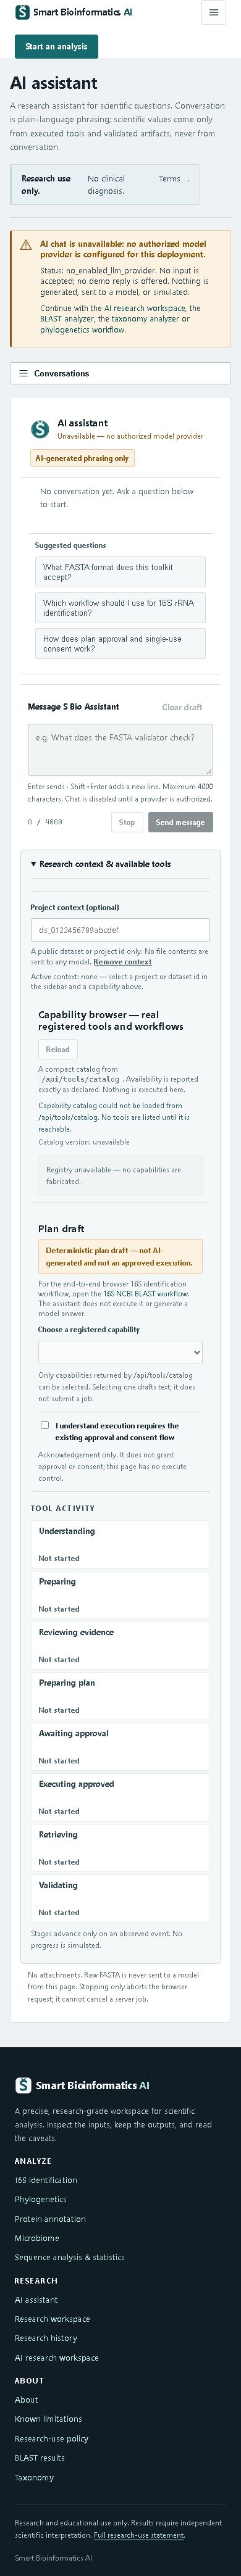 S Smart Bioinformatics AI
Start an analysis
AI assistant
A research assistant for scientific questions. Conversation
is plain-language phrasing; scientific values come only
from executed tools and validated artifacts, never from
conversation.
Research use only. No clinical diagnosis. Terms .
AI chat is unavailable: no authorized model
provider is configured for this deployment.
Status: no_enabled_llm_provider. No input is
accepted; no demo reply is offered. Nothing is
generated, sent to a model, or simulated.
Continue with the AI research workspace, the
BLAST analyzer, the taxonomy analyzer or
phylogenetics workflow.
Conversations
S AI assistant
Unavailable — no authorized model provider
AI-generated phrasing only
No conversation yet. Ask a question below
to start.
Suggested questions
What FASTA format does this toolkit
accept?
Which workflow should I use for 16S rRNA
identification?
How does plan approval and single-use
consent work?
Message S Bio Assistant Clear draft
e.g. What does the FASTA validator check?
Enter sends · Shift+Enter adds a new line. Maximum 4000
characters. Chat is disabled until a provider is authorized.
0 / 4000 Stop Send message
▼ Research context & available tools
Project context (optional)
ds_0123456789abcdef
A public dataset or project id only. No file contents are
sent to any model. Remove context
Active context: none — select a project or dataset id in
the sidebar and a capability above.
Capability browser — real
registered tools and workflows
Reload
A compact catalog from
/api/tools/catalog . Availability is reported
exactly as declared. Nothing is executed here.
Capability catalog could not be loaded from
/api/tools/catalog. No tools are listed until it is
reachable.
Catalog version: unavailable
Registry unavailable — no capabilities are
fabricated.
Plan draft
Deterministic plan draft — not AI-
generated and not an approved execution.
For the end-to-end browser 16S identification
workflow, open the 16S NCBI BLAST workflow.
The assistant does not execute it or generate a
model answer.
Choose a registered capability
Only capabilities returned by /api/tools/catalog
can be selected. Selecting one drafts text; it does
not submit a job.
I understand execution requires the
existing approval and consent flow
Acknowledgement only. It does not grant
approval or consent; this page has no execute
control.
TOOL ACTIVITY
Understanding
Not started
Preparing
Not started
Reviewing evidence
Not started
Preparing plan
Not started
Awaiting approval
Not started
Executing approved
Not started
Retrieving
Not started
Validating
Not started
Stages advance only on an observed event. No
progress is simulated.
No attachments. Raw FASTA is never sent to a model
from this page. Stopping only aborts the browser
request; it cannot cancel a server job.
S Smart Bioinformatics AI
A precise, research-grade workspace for scientific
analysis. Inspect the inputs, keep the outputs, and read
the caveats.
ANALYZE
16S identification
Phylogenetics
Protein annotation
Microbiome
Sequence analysis & statistics
RESEARCH
AI assistant
Research workspace
Research history
AI research workspace
ABOUT
About
Known limitations
Research-use policy
BLAST results
Taxonomy
Research and educational use only. Results require independent
scientific interpretation. Full research-use statement.
Smart Bioinformatics AI